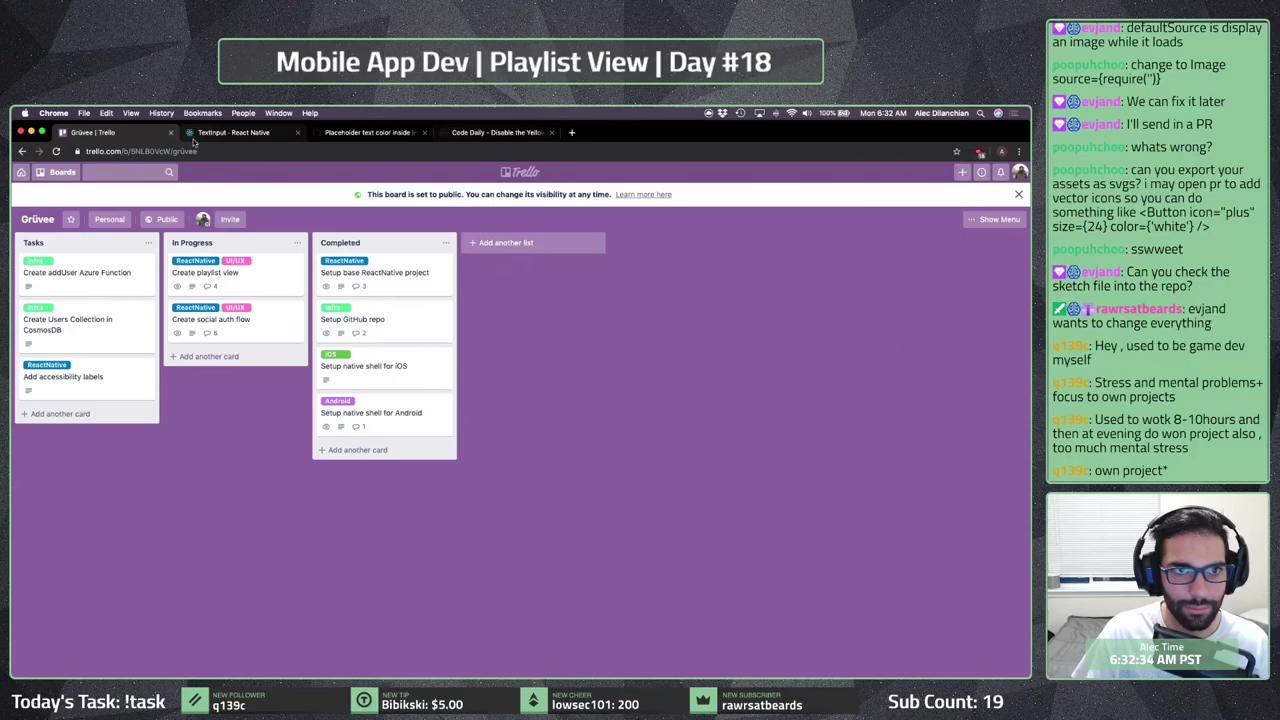 Mobile App Dev | Playlist View | Day #18
Chrome File Edit View History Bookmarks People Window Help
100% Mon 6:32 AM Alec Dilanchian
Grüvee | Trello
TextInput - React Native
Placeholder text color inside I
Code Daily - Disable the Yellow
trello.com/b/5NLB0VcW/grüvee
Boards
Trello
This board is set to public. You can change its visibility at any time. Learn more here
Grüvee
Personal
Public
Invite
Show Menu
Tasks
Infra
Create addUser Azure Function
Infra
Create Users Collection in
CosmosDB
ReactNative
Add accessibility labels
+ Add another card
In Progress
ReactNative UI/UX
Create playlist view
4
ReactNative UI/UX
Create social auth flow
6
+ Add another card
Completed
ReactNative
Setup base ReactNative project
3
Infra
Setup GitHub repo
2
iOS
Setup native shell for iOS
Android
Setup native shell for Android
1
+ Add another card
+ Add another list
evjand: defaultSource is display
an image while it loads
poopuhchoo: change to Image
source={require('')}
evjand: We can fix it later
evjand: I'll send in a PR
poopuhchoo: whats wrong?
poopuhchoo: can you export your
assets as svgs? i may open pr to add
vector icons so you can do
something like <Button icon="plus"
size={24} color={'white'} />
poopuhchoo: sswweet
evjand: Can you check the
sketch file into the repo?
rawrsatbeards: evjand
wants to change everything
q139c: Hey , used to be game dev
myself
q139c: Stress and mental problems+
focus to own projects
q139c: Used to wotk 8-10hours and
then at evening do won project also ,
too much mental stress
q139c: own project*
Alec Time
6:32:34 AM PST
Today's Task: !task
NEW FOLLOWER
q139c
NEW TIP
Bibikski: $5.00
NEW CHEER
lowsec101: 200
NEW SUBSCRIBER
rawrsatbeards
Sub Count: 19